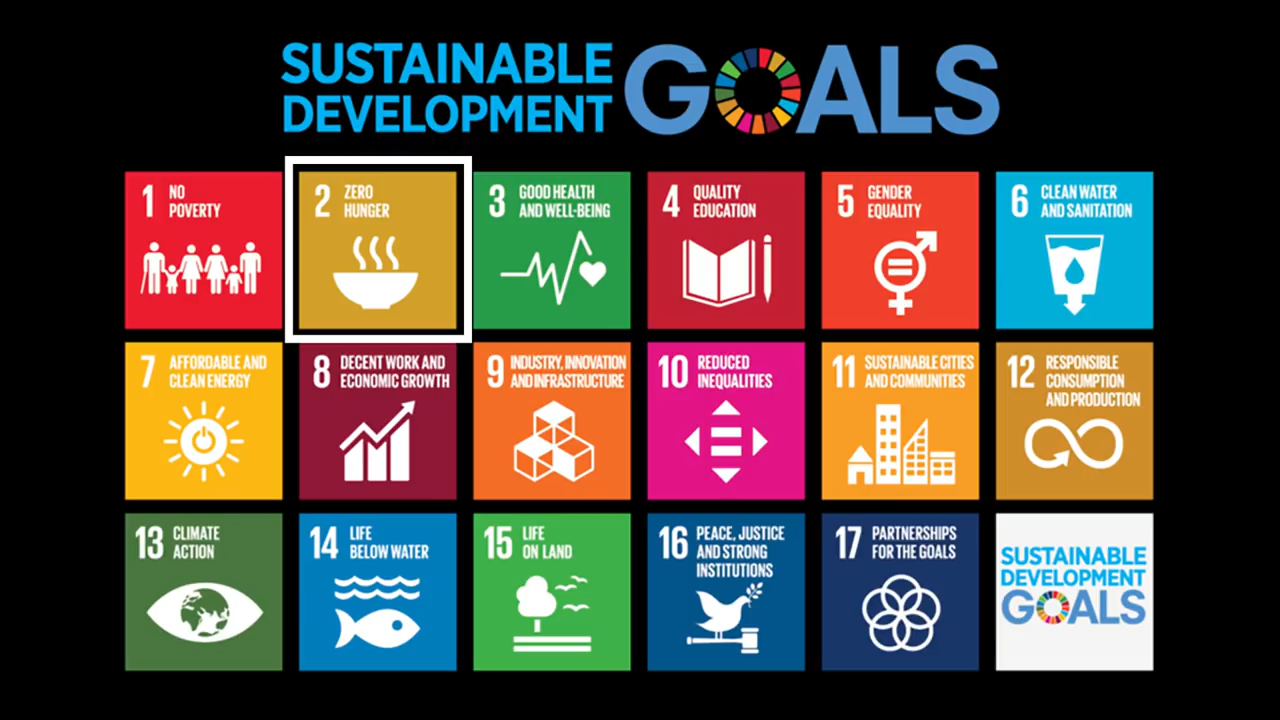 SUSTAINABLE
DEVELOPMENT
GOALS
1 NO
POVERTY
2 ZERO
HUNGER
3 GOOD HEALTH
AND WELL-BEING
4 QUALITY
EDUCATION
5 GENDER
EQUALITY
6 CLEAN WATER
AND SANITATION
7 AFFORDABLE AND
CLEAN ENERGY
8 DECENT WORK AND
ECONOMIC GROWTH
9 INDUSTRY, INNOVATION
AND INFRASTRUCTURE
10 REDUCED
INEQUALITIES
11 SUSTAINABLE CITIES
AND COMMUNITIES
12 RESPONSIBLE
CONSUMPTION
AND PRODUCTION
13 CLIMATE
ACTION
14 LIFE
BELOW WATER
15 LIFE
ON LAND
16 PEACE, JUSTICE
AND STRONG
INSTITUTIONS
17 PARTNERSHIPS
FOR THE GOALS
SUSTAINABLE
DEVELOPMENT
GOALS